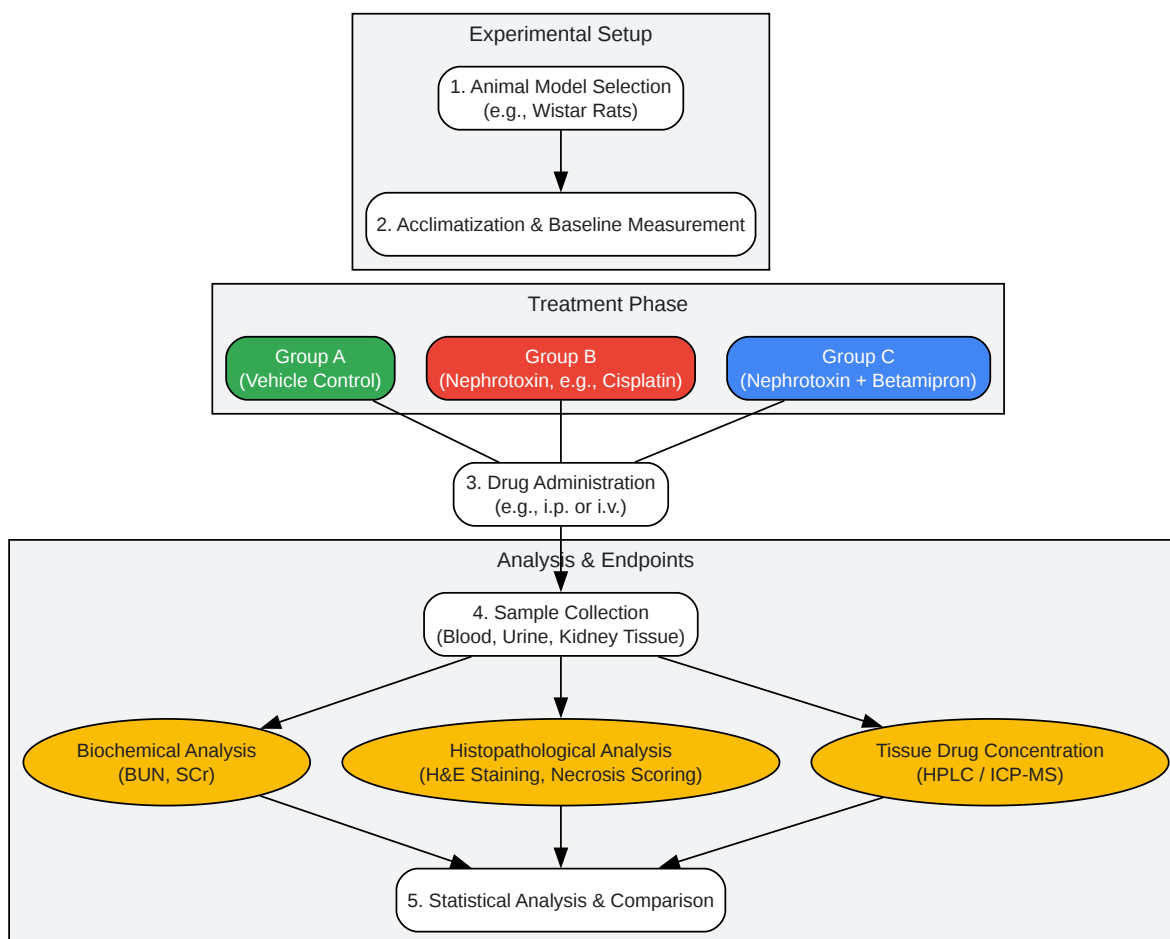 Experimental Setup
1. Animal Model Selection
(e.g., Wistar Rats)
2. Acclimatization & Baseline Measurement
Treatment Phase
Group A
(Vehicle Control)
Group B
(Nephrotoxin, e.g., Cisplatin)
Group C
(Nephrotoxin + Betamipron)
3. Drug Administration
(e.g., i.p. or i.v.)
Analysis & Endpoints
4. Sample Collection
(Blood, Urine, Kidney Tissue)
Biochemical Analysis
(BUN, SCr)
Histopathological Analysis
(H&E Staining, Necrosis Scoring)
Tissue Drug Concentration
(HPLC / ICP-MS)
5. Statistical Analysis & Comparison